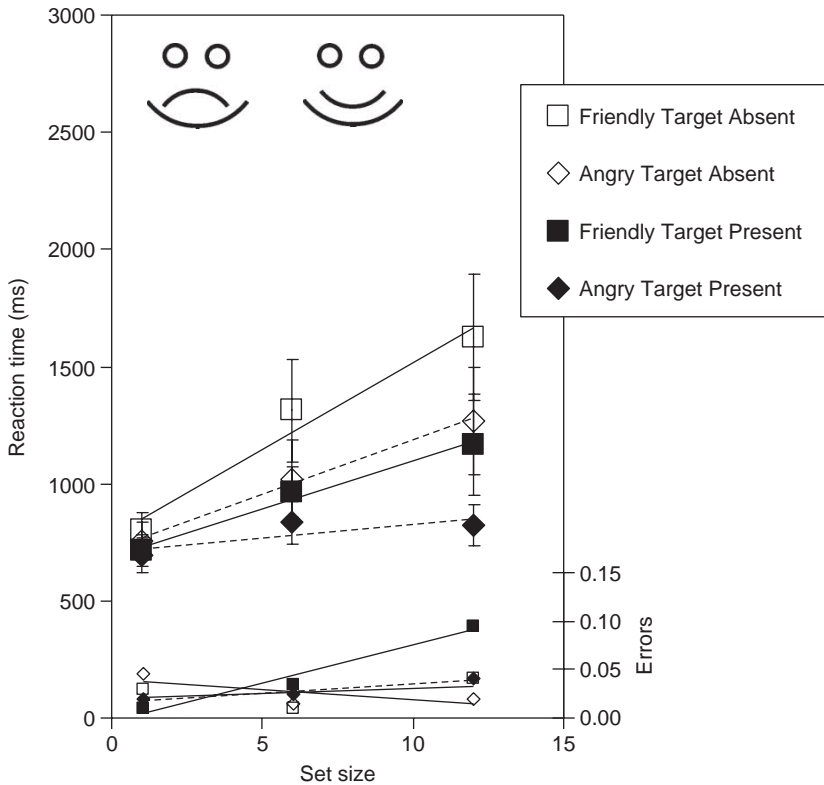 3000
2500
2000
1500
1000
500
0
Reaction time (ms)
Friendly Target Absent
Angry Target Absent
Friendly Target Present
Angry Target Present
0.15
0.10
0.05
0.00
Errors
0
5
10
15
Set size